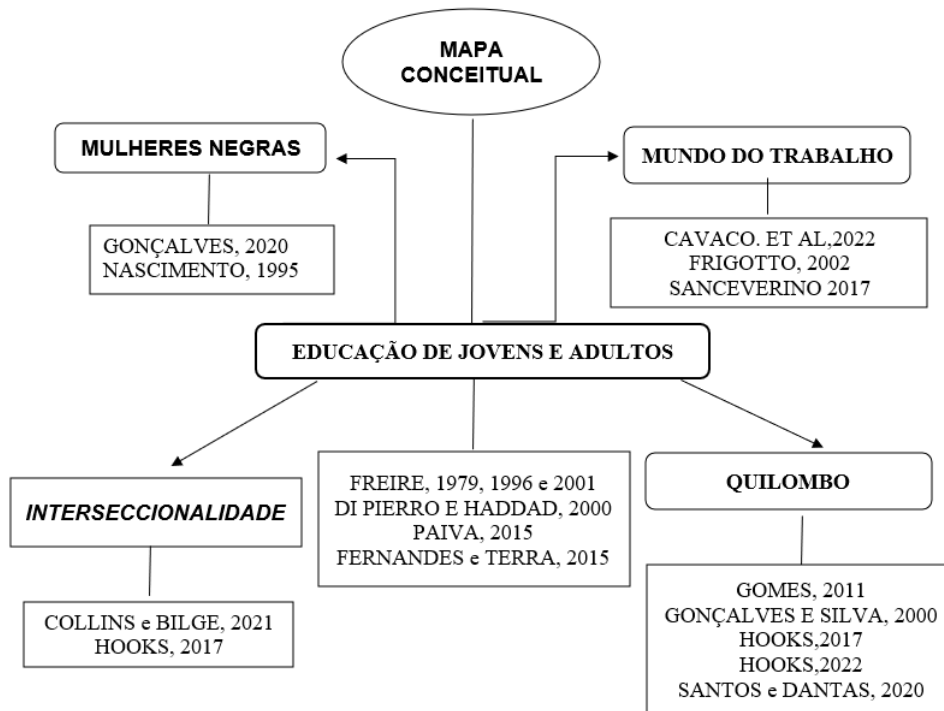 MAPA
CONCEITUAL
MULHERES NEGRAS
GONÇALVES, 2020
NASCIMENTO, 1995
MUNDO DO TRABALHO
CAVACO. ET AL,2022
FRIGOTTO, 2002
SANCEVERINO 2017
EDUCAÇÃO DE JOVENS E ADULTOS
INTERSECCIONALIDADE
COLLINS e BILGE, 2021
HOOKS, 2017
FREIRE, 1979, 1996 e 2001
DI PIERRO E HADDAD, 2000
PAIVA, 2015
FERNANDES e TERRA, 2015
QUILOMBO
GOMES, 2011
GONÇALVES E SILVA, 2000
HOOKS,2017
HOOKS,2022
SANTOS e DANTAS, 2020